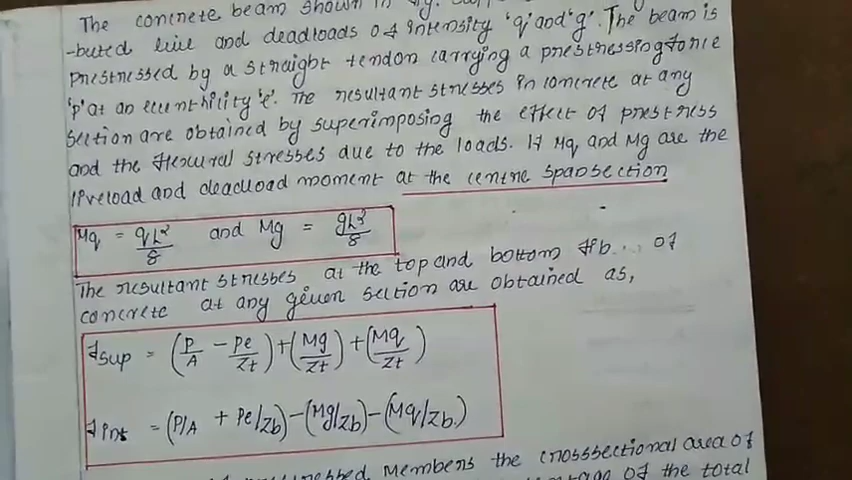 The concrete beam shown in
-buted live and deadloads of intensity 'q' and 'g'. The beam is
prestressed by a straight tendon carrying a prestressing force
'p' at an eccentricity 'e'. The resultant stresses in concrete at any
section are obtained by superimposing the effect of prestress
and the flexural stresses due to the loads. If Mq and Mg are the
liveload and deadload moment at the centre span section
Mq = qL²/8 and Mg = gL²/8
The resultant stresses at the top and bottom fib... of
concrete at any given section are obtained as,
fsup = (P/A - Pe/Zt) + (Mg/Zt) + (Mq/Zt)
finf = (P/A + Pe/Zb) - (Mg/Zb) - (Mq/Zb)
members the crosssectional area of
of the total